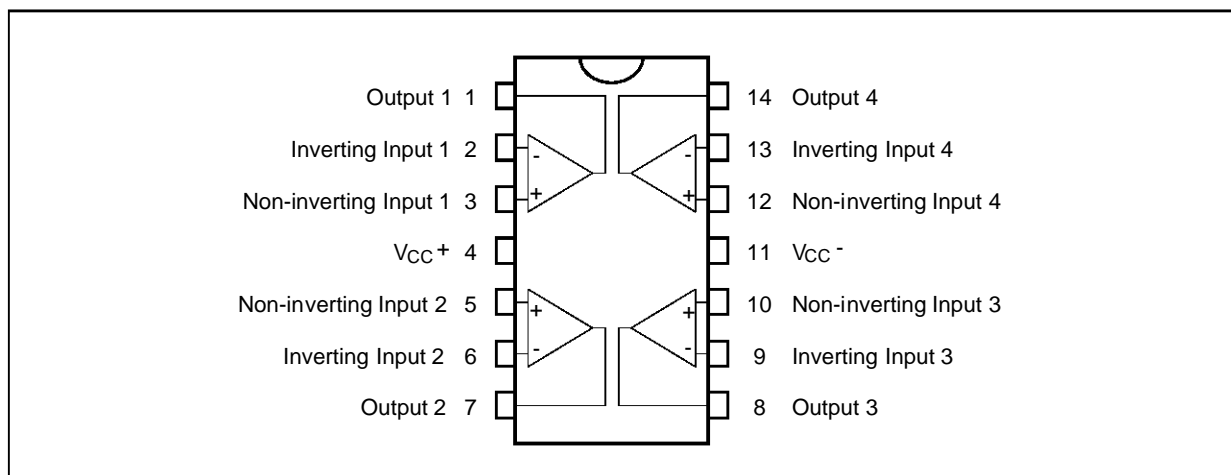 Output 1 1 14 Output 4
Inverting Input 1 2 - - 13 Inverting Input 4
Non-inverting Input 1 3 + + 12 Non-inverting Input 4
VCC + 4 11 VCC -
Non-inverting Input 2 5 + + 10 Non-inverting Input 3
Inverting Input 2 6 - - 9 Inverting Input 3
Output 2 7 8 Output 3